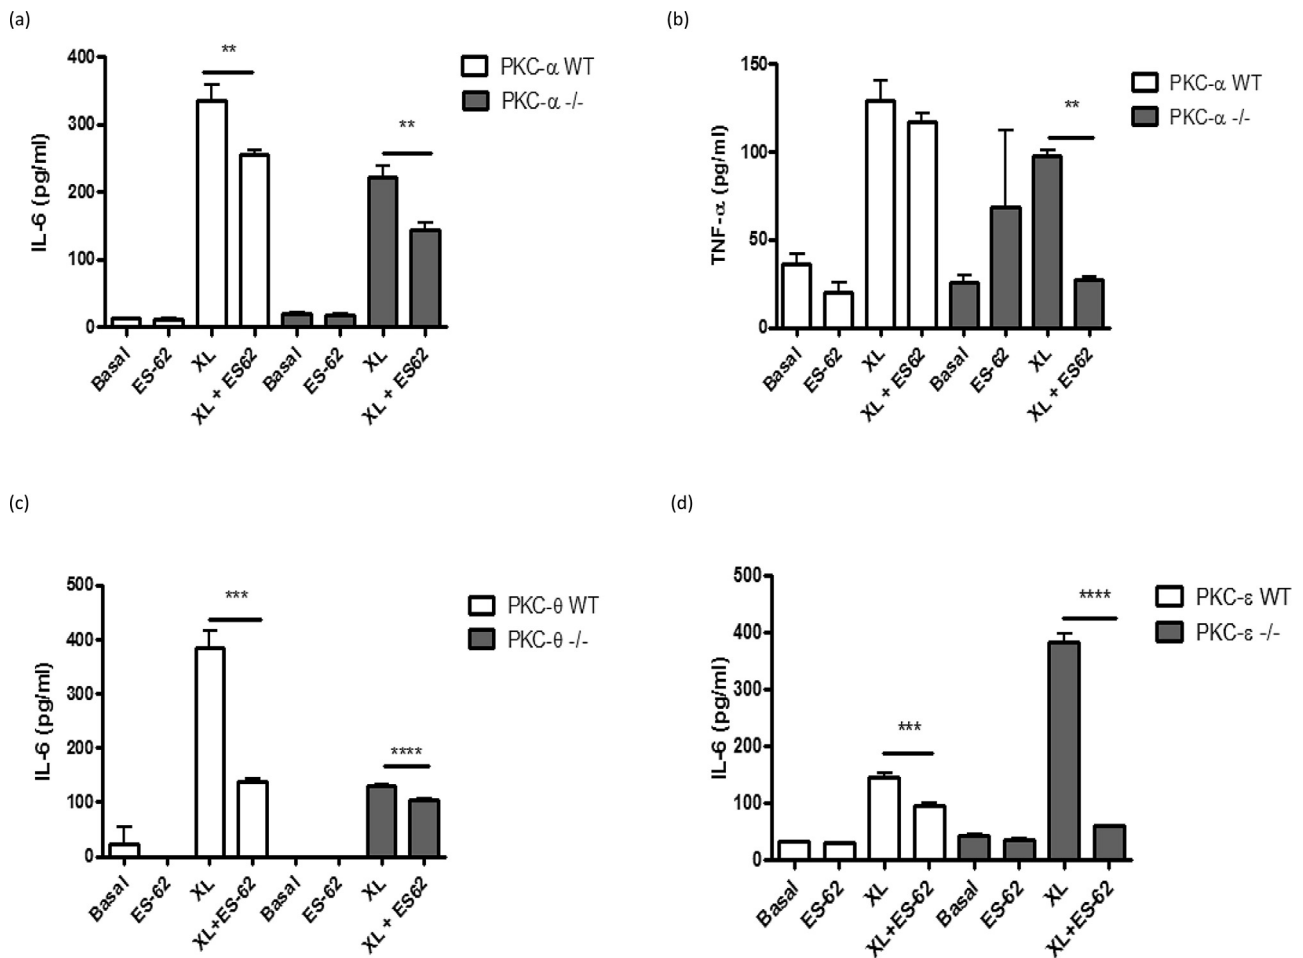 (a)
400
300
200
100
0
IL-6 (pg/ml)
**
**
PKC-α WT
PKC-α -/-
Basal
ES-62
XL
XL + ES62
Basal
ES-62
XL
XL + ES62
(b)
150
100
50
0
TNF-α (pg/ml)
**
PKC-α WT
PKC-α -/-
Basal
ES-62
XL
XL + ES62
Basal
ES-62
XL
XL + ES62
(c)
500
400
300
200
100
0
IL-6 (pg/ml)
***
****
PKC-θ WT
PKC-θ -/-
Basal
ES-62
XL
XL+ES-62
Basal
ES-62
XL
XL + ES62
(d)
500
400
300
200
100
0
IL-6 (pg/ml)
***
****
PKC-ε WT
PKC-ε -/-
Basal
ES-62
XL
XL+ES-62
Basal
ES-62
XL
XL+ES-62